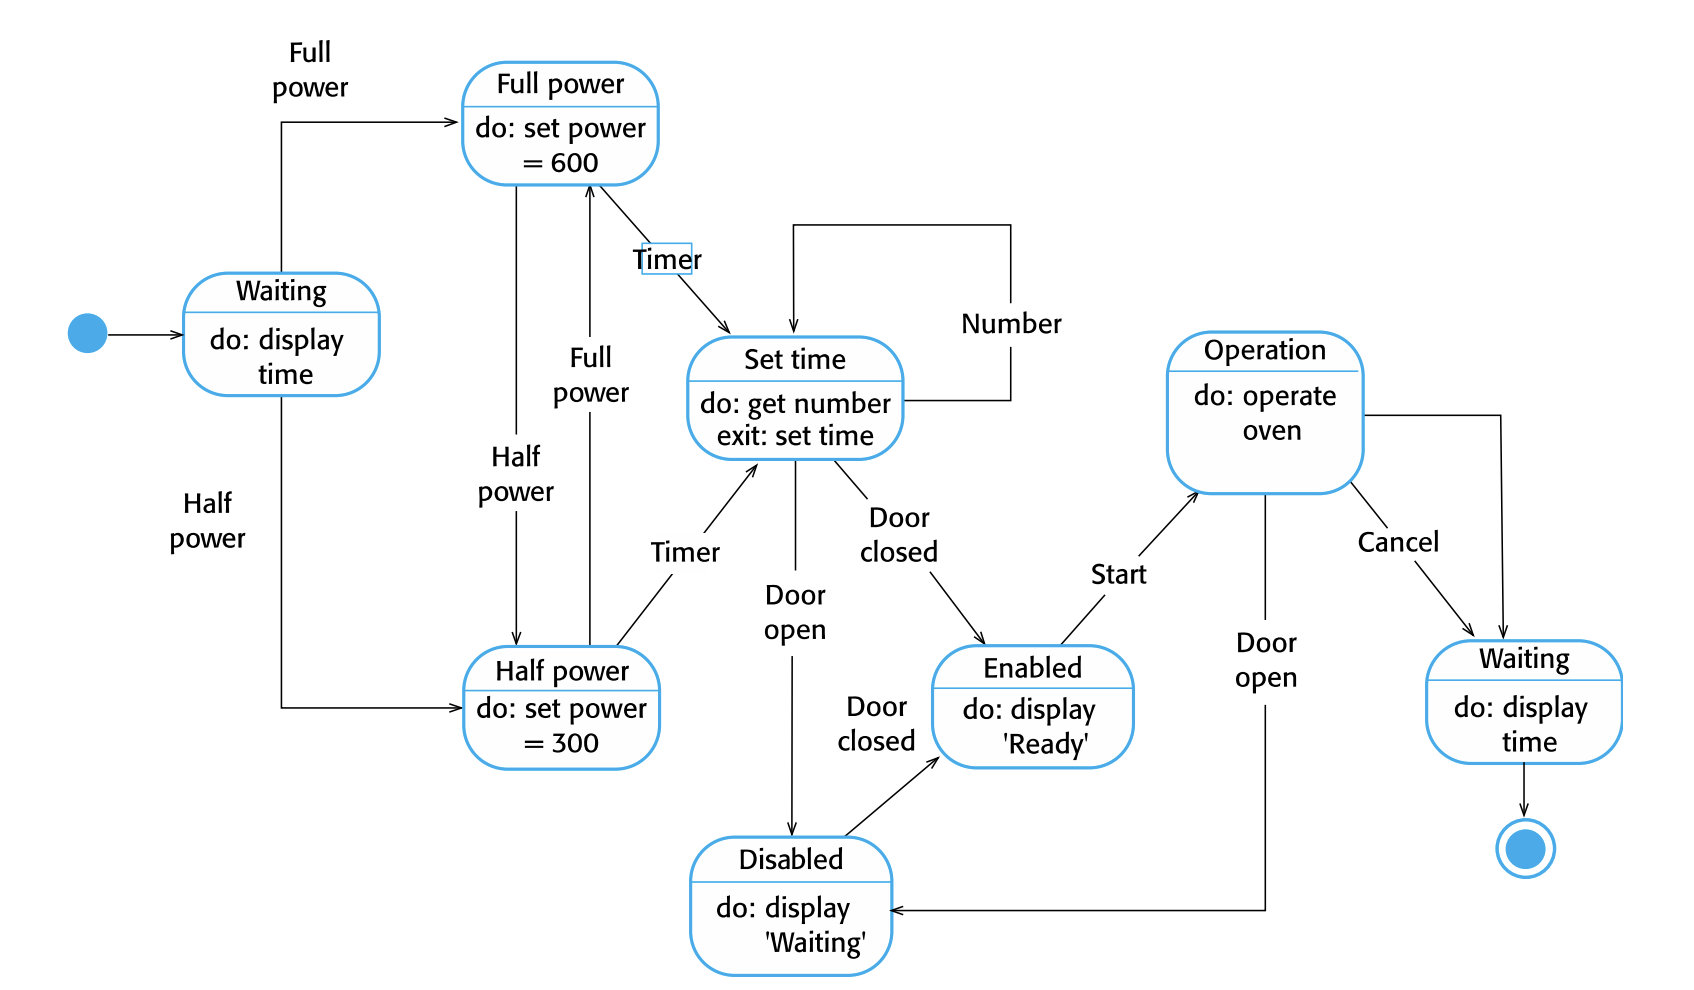 Full
power
Full power
do: set power
= 600
Timer
Waiting
do: display
time
Number
Full
power
Set time
do: get number
exit: set time
Operation
do: operate
oven
Half
power
Half
power
Timer
Door
closed
Door
open
Start
Cancel
Door
open
Half power
do: set power
= 300
Door
closed
Enabled
do: display
'Ready'
Waiting
do: display
time
Disabled
do: display
'Waiting'